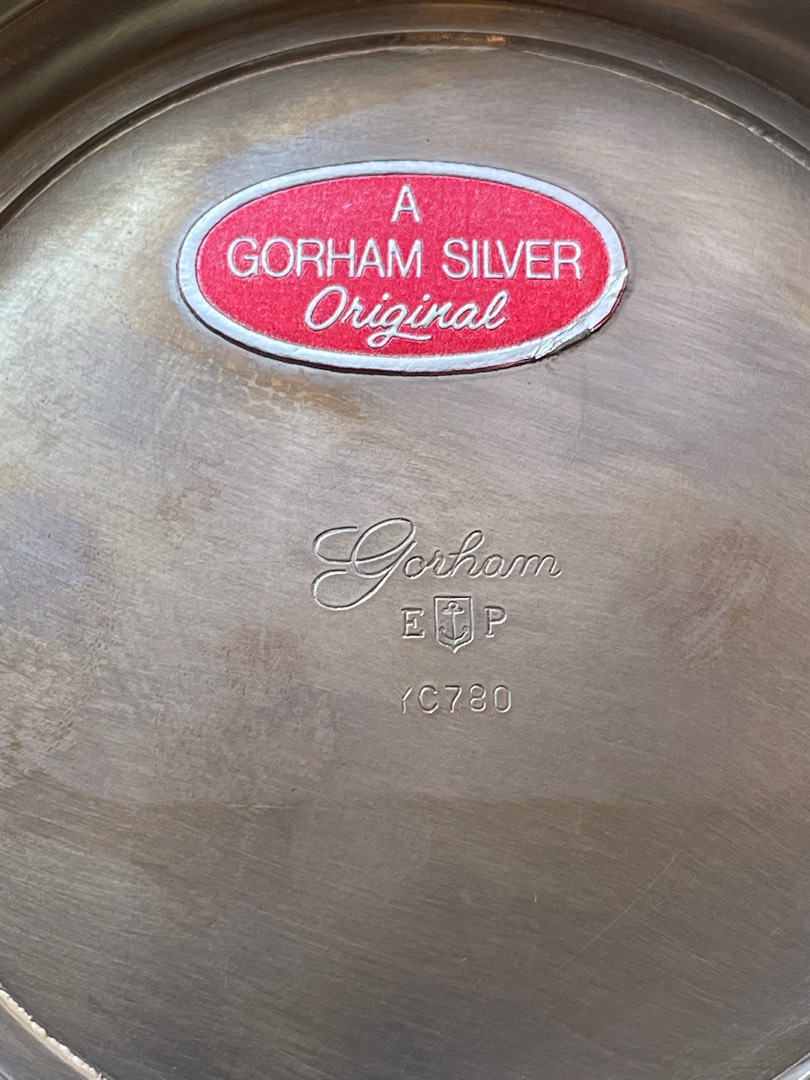 A
GORHAM SILVER
Original
Gorham
E P
YC780